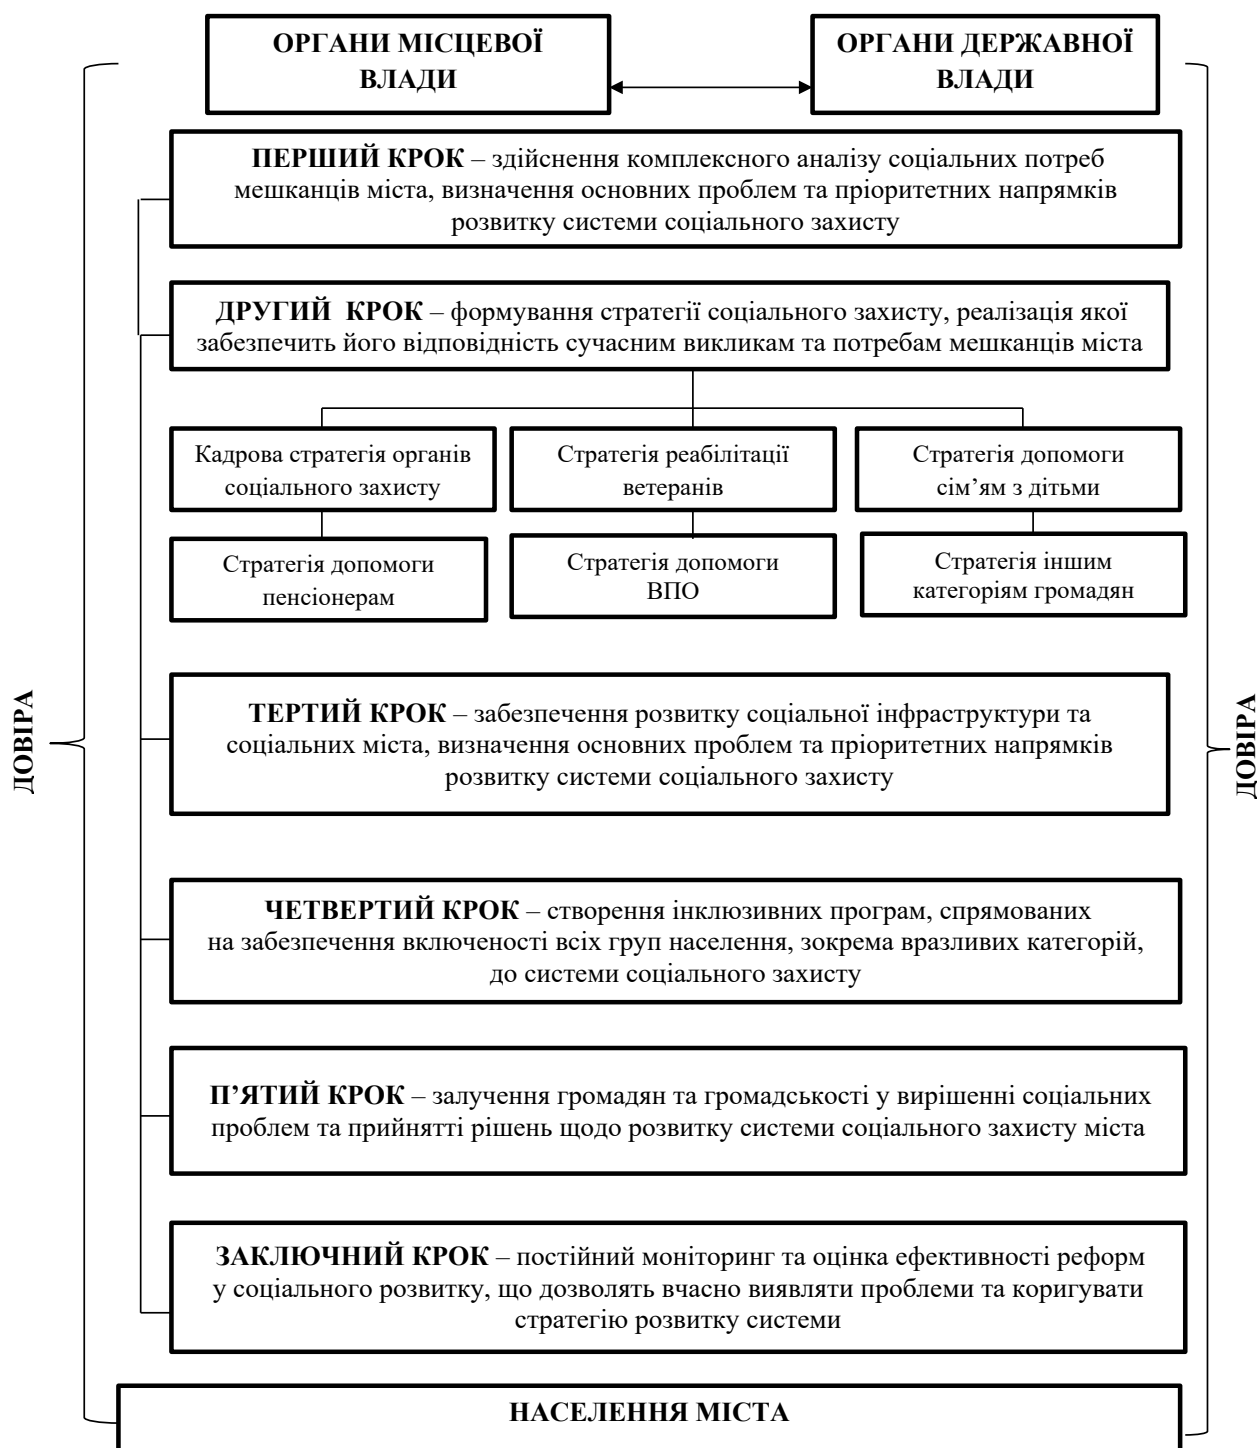 ОРГАНИ МІСЦЕВОЇ
ВЛАДИ
ОРГАНИ ДЕРЖАВНОЇ
ВЛАДИ
ПЕРШИЙ КРОК – здійснення комплексного аналізу соціальних потреб
мешканців міста, визначення основних проблем та пріоритетних напрямків
розвитку системи соціального захисту
ДРУГИЙ  КРОК – формування стратегії соціального захисту, реалізація якої
забезпечить його відповідність сучасним викликам та потребам мешканців міста
Кадрова стратегія органів
соціального захисту
Стратегія реабілітації
ветеранів
Стратегія допомоги
сім’ям з дітьми
Стратегія допомоги
пенсіонерам
Стратегія допомоги
ВПО
Стратегія іншим
категоріям громадян
ДОВІРА
ТЕРТИЙ КРОК – забезпечення розвитку соціальної інфраструктури та
соціальних міста, визначення основних проблем та пріоритетних напрямків
розвитку системи соціального захисту
ДОВІРА
ЧЕТВЕРТИЙ КРОК – створення інклюзивних програм, спрямованих
на забезпечення включеності всіх груп населення, зокрема вразливих категорій,
до системи соціального захисту
П’ЯТИЙ КРОК – залучення громадян та громадськості у вирішенні соціальних
проблем та прийнятті рішень щодо розвитку системи соціального захисту міста
ЗАКЛЮЧНИЙ КРОК – постійний моніторинг та оцінка ефективності реформ
у соціального розвитку, що дозволять вчасно виявляти проблеми та коригувати
стратегію розвитку системи
НАСЕЛЕННЯ МІСТА